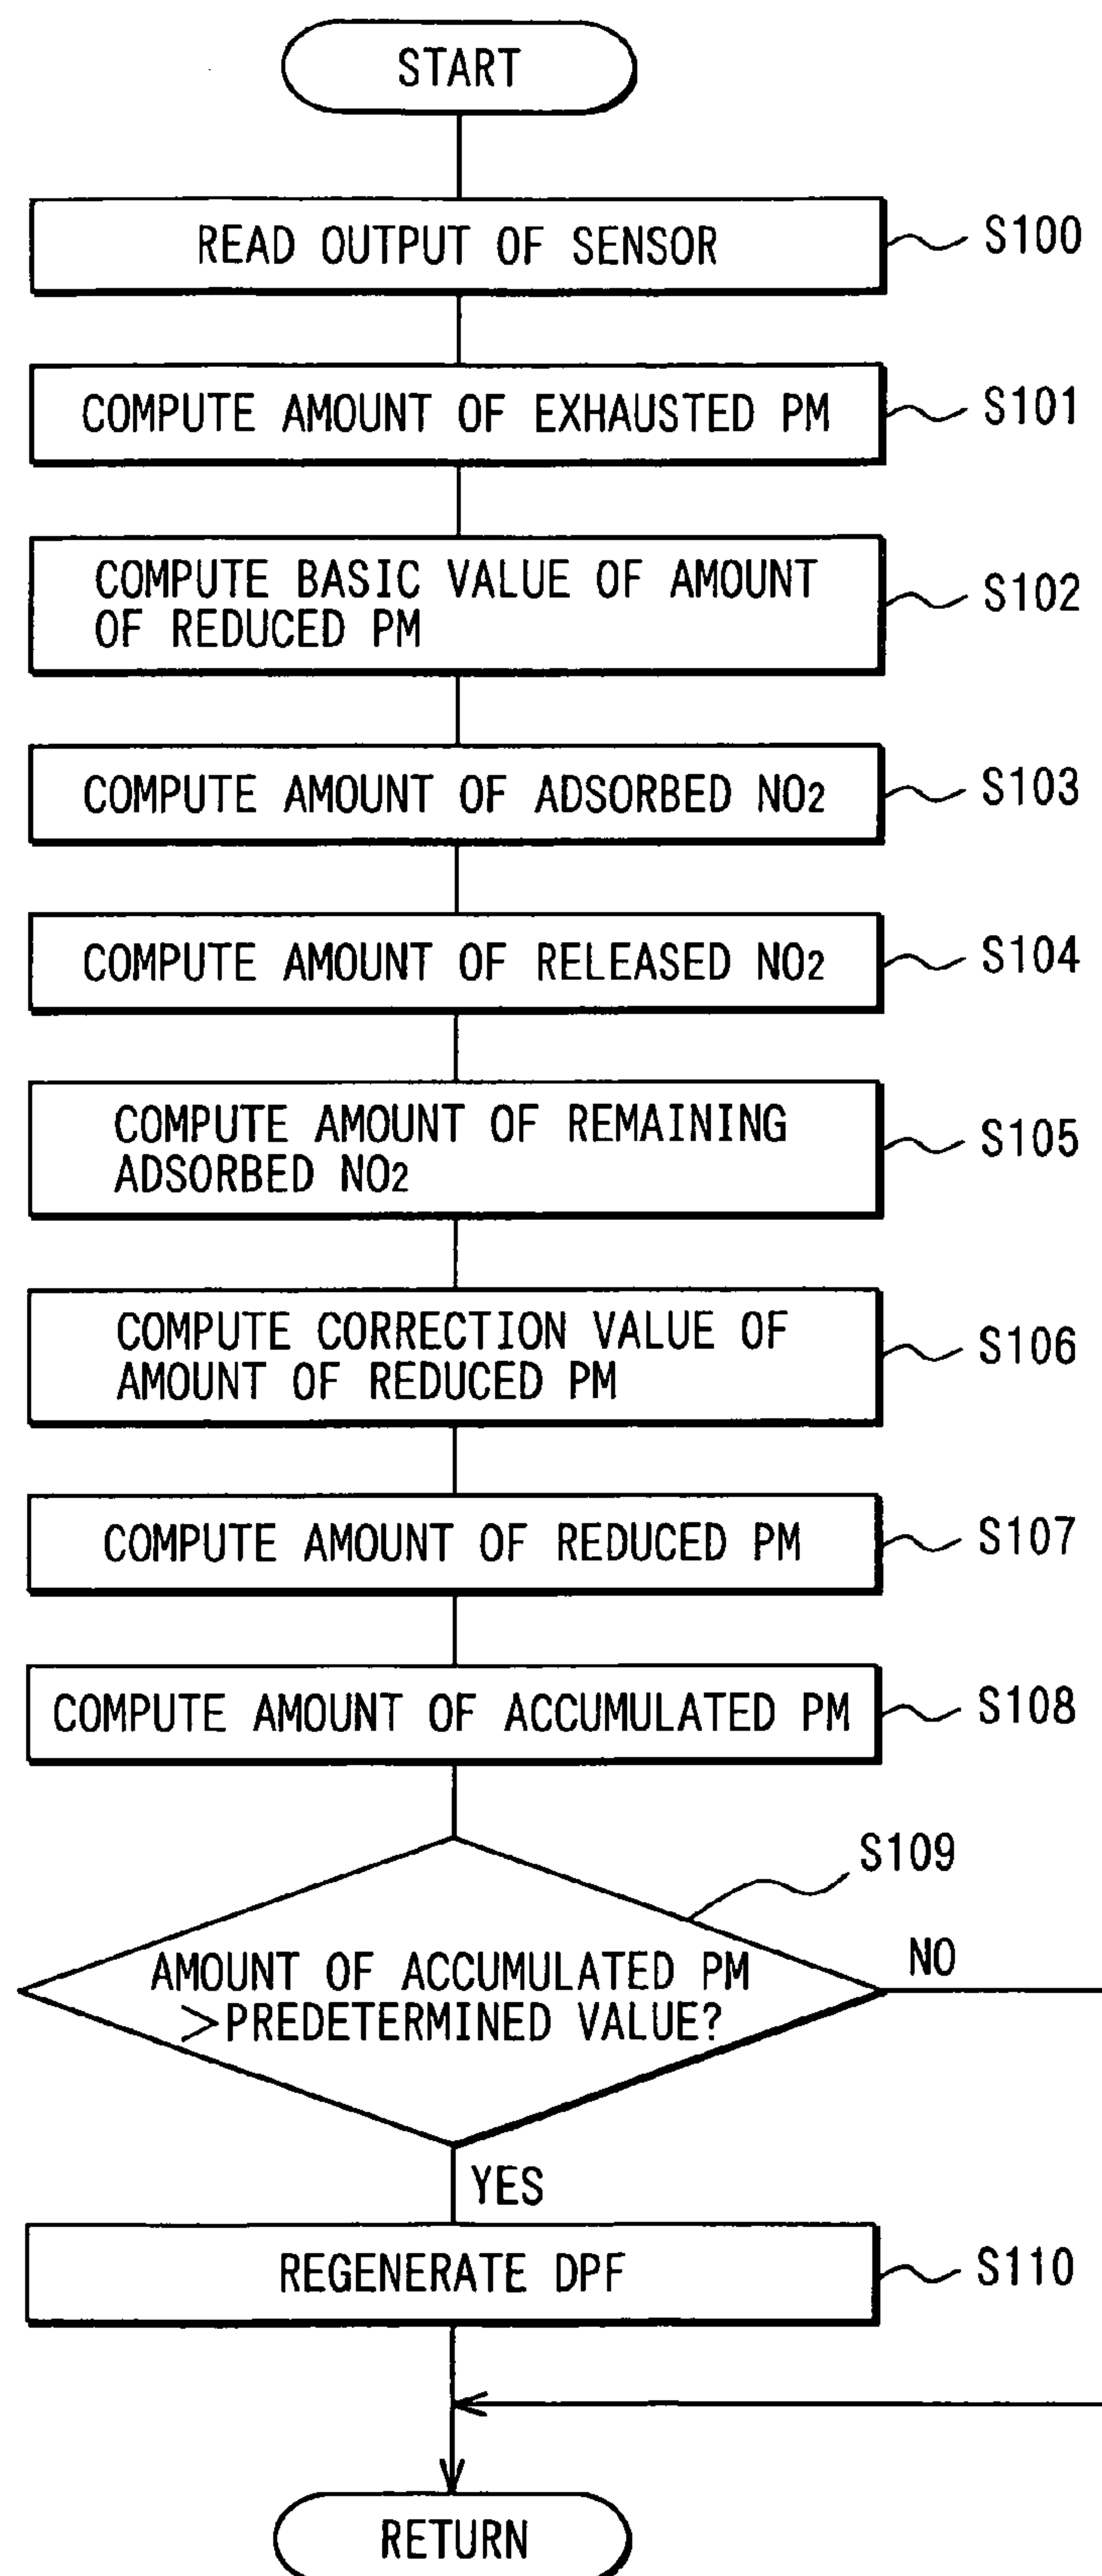 START
READ OUTPUT OF SENSOR
S100
COMPUTE AMOUNT OF EXHAUSTED PM
S101
COMPUTE BASIC VALUE OF AMOUNT
OF REDUCED PM
S102
COMPUTE AMOUNT OF ADSORBED NO2
S103
COMPUTE AMOUNT OF RELEASED NO2
S104
COMPUTE AMOUNT OF REMAINING
ADSORBED NO2
S105
COMPUTE CORRECTION VALUE OF
AMOUNT OF REDUCED PM
S106
COMPUTE AMOUNT OF REDUCED PM
S107
COMPUTE AMOUNT OF ACCUMULATED PM
S108
S109
AMOUNT OF ACCUMULATED PM
>PREDETERMINED VALUE?
NO
YES
REGENERATE DPF
S110
RETURN